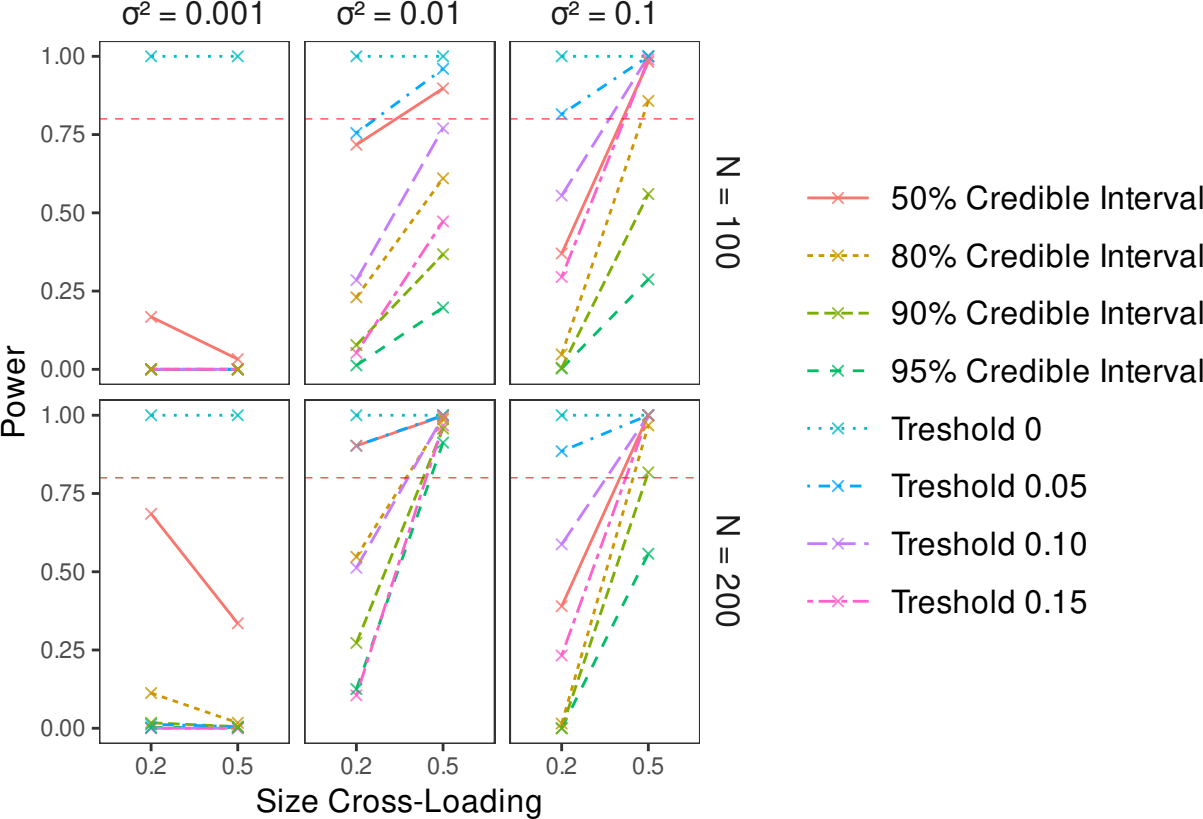 σ² = 0.001 σ² = 0.01 σ² = 0.1
1.00
0.75
0.50
0.25
0.00
N = 100
1.00
0.75
0.50
0.25
0.00
N = 200
Power
0.2 0.5 0.2 0.5 0.2 0.5
Size Cross-Loading
50% Credible Interval
80% Credible Interval
90% Credible Interval
95% Credible Interval
Treshold 0
Treshold 0.05
Treshold 0.10
Treshold 0.15